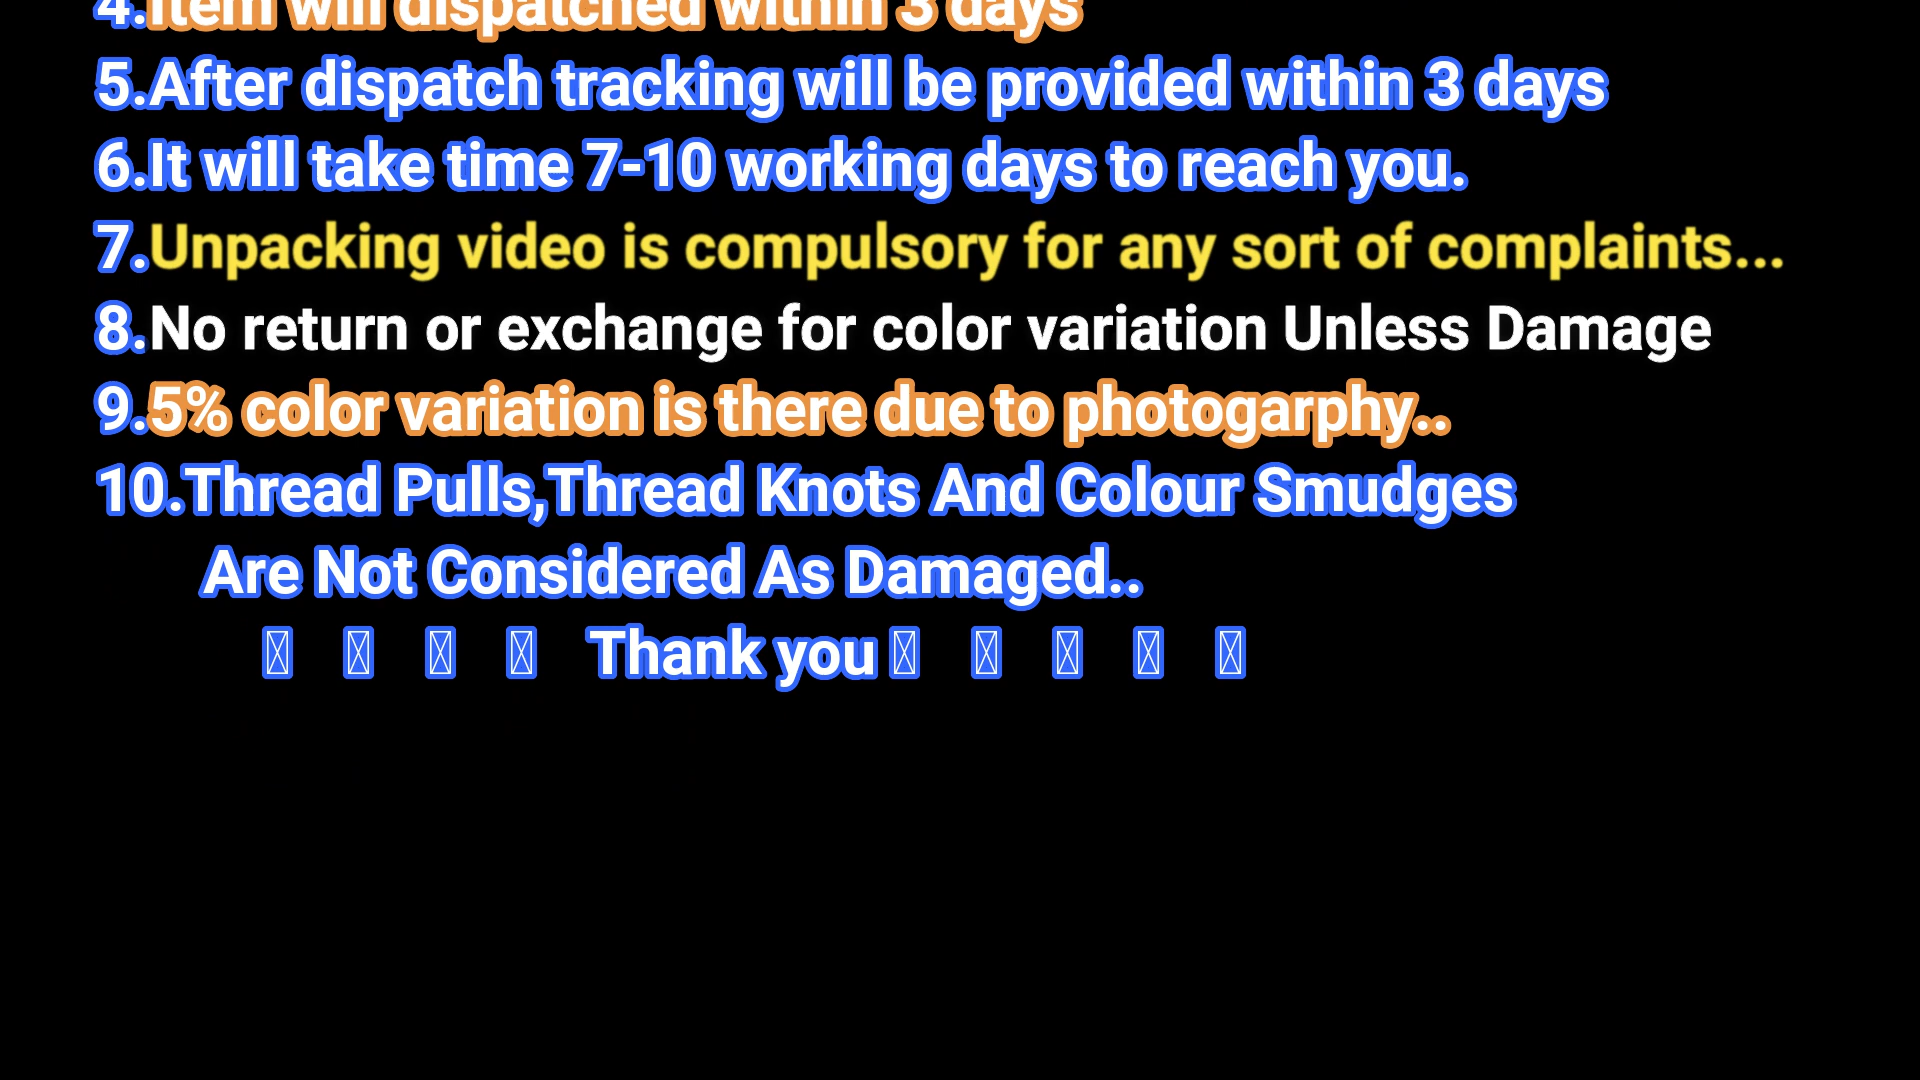 4.Item will dispatched within 3 days
5.After dispatch tracking will be provided within 3 days
6.It will take time 7-10 working days to reach you.
7.Unpacking video is compulsory for any sort of complaints...
8.No return or exchange for color variation Unless Damage
9.5% color variation is there due to photogarphy..
10.Thread Pulls,Thread Knots And Colour Smudges
Are Not Considered As Damaged..
Thank you